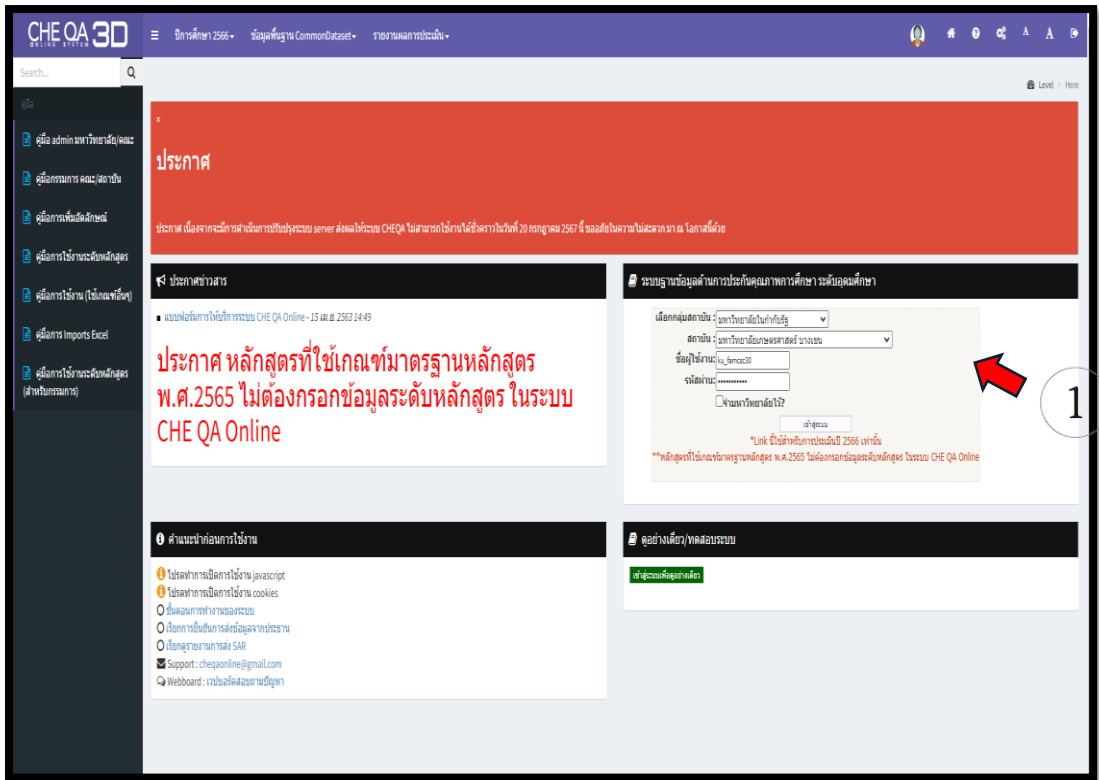 CHE QA 3D
ONLINE SYSTEM
ปีการศึกษา 2566
ข้อมูลพื้นฐาน CommonDataset
รายงานผลการประเมิน
A A
Search...
Level > Here
คู่มือ
คู่มือ admin มหาวิทยาลัย/คณะ
คู่มือกรรมการ คณะ/สถาบัน
คู่มือการเพิ่มอัตลักษณ์
คู่มือการใช้งานระดับหลักสูตร
คู่มือการใช้งาน (ใช้เกณฑ์อื่นๆ)
คู่มือการ Imports Excel
คู่มือการใช้งานระดับหลักสูตร
(สำหรับกรรมการ)
x
ประกาศ
ประกาศ เนื่องจากจะมีการดำเนินการปรับปรุงระบบ server ส่งผลให้ระบบ CHEQA ไม่สามารถใช้งานได้ชั่วคราวในวันที่ 20 กรกฎาคม 2567 นี้ ขออภัยในความไม่สะดวก มา ณ โอกาสนี้ด้วย
ประกาศข่าวสาร
แบบฟอร์มการให้บริการระบบ CHE QA Online - 15 เม.ย. 2563 14:49
ประกาศ หลักสูตรที่ใช้เกณฑ์มาตรฐานหลักสูตร
พ.ศ.2565 ไม่ต้องกรอกข้อมูลระดับหลักสูตร ในระบบ
CHE QA Online
ระบบฐานข้อมูลด้านการประกันคุณภาพการศึกษา ระดับอุดมศึกษา
เลือกกลุ่มสถาบัน : มหาวิทยาลัยในกำกับรัฐ
สถาบัน : มหาวิทยาลัยเกษตรศาสตร์ บางเขน
ชื่อผู้ใช้งาน: ku_famcsc30
รหัสผ่าน: ...........
จำมหาวิทยาลัยไว้?
เข้าสู่ระบบ
*Link นี้ใช้สำหรับการประเมินปี 2566 เท่านั้น
**หลักสูตรที่ใช้เกณฑ์มาตรฐานหลักสูตร พ.ศ.2565 ไม่ต้องกรอกข้อมูลระดับหลักสูตร ในระบบ CHE QA Online
1
คำแนะนำก่อนการใช้งาน
โปรดทำการเปิดการใช้งาน javascript
โปรดทำการเปิดการใช้งาน cookies
ขั้นตอนการทำงานของระบบ
เรียกการยืนยันการส่งข้อมูลจากประธาน
เรียกดูรายงานการส่ง SAR
Support : cheqaonline@gmail.com
Webboard : เวปบอร์ดสอบถามปัญหา
ดูอย่างเดียว/ทดสอบระบบ
เข้าสู่ระบบเพื่อดูอย่างเดียว